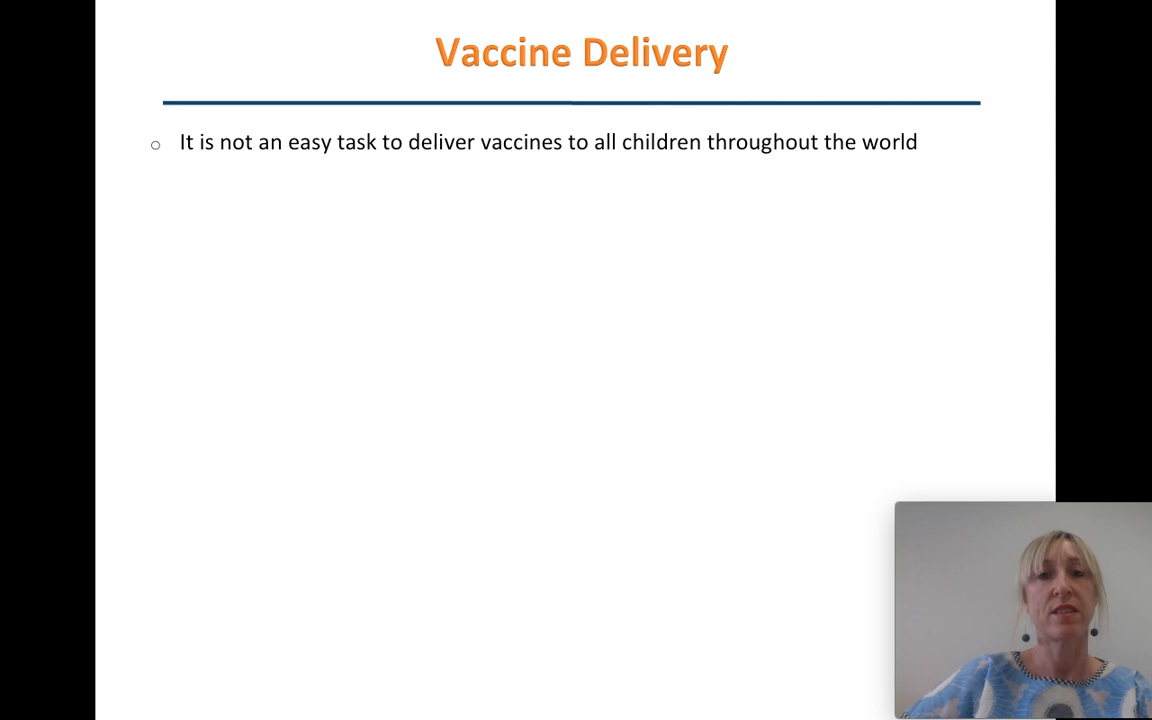 Vaccine Delivery
It is not an easy task to deliver vaccines to all children throughout the world